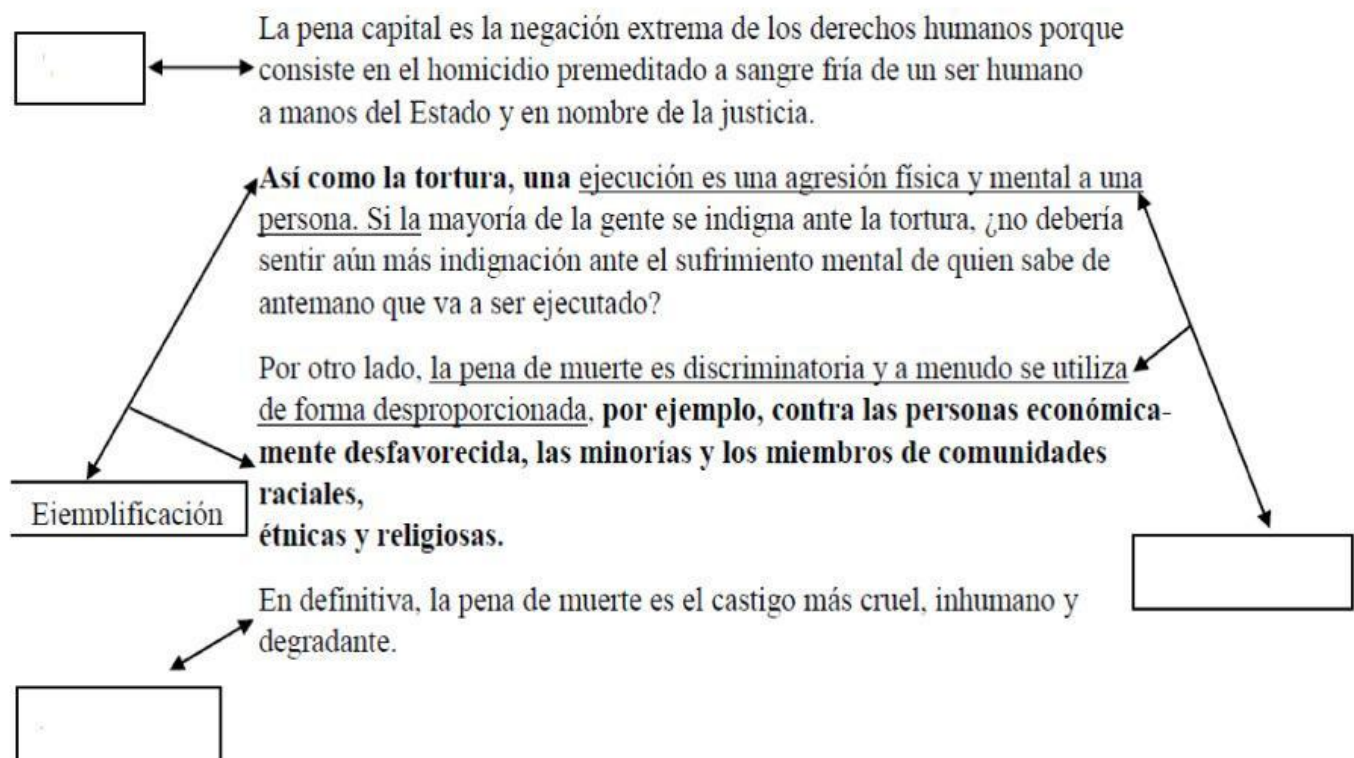 La pena capital es la negación extrema de los derechos humanos porque
consiste en el homicidio premeditado a sangre fría de un ser humano
a manos del Estado y en nombre de la justicia.
Así como la tortura, una ejecución es una agresión física y mental a una
persona. Si la mayoría de la gente se indigna ante la tortura, ¿no debería
sentir aún más indignación ante el sufrimiento mental de quien sabe de
antemano que va a ser ejecutado?
Por otro lado, la pena de muerte es discriminatoria y a menudo se utiliza
de forma desproporcionada, por ejemplo, contra las personas económica-
mente desfavorecida, las minorías y los miembros de comunidades
raciales,
Ejemplificación
étnicas y religiosas.
En definitiva, la pena de muerte es el castigo más cruel, inhumano y
degradante.